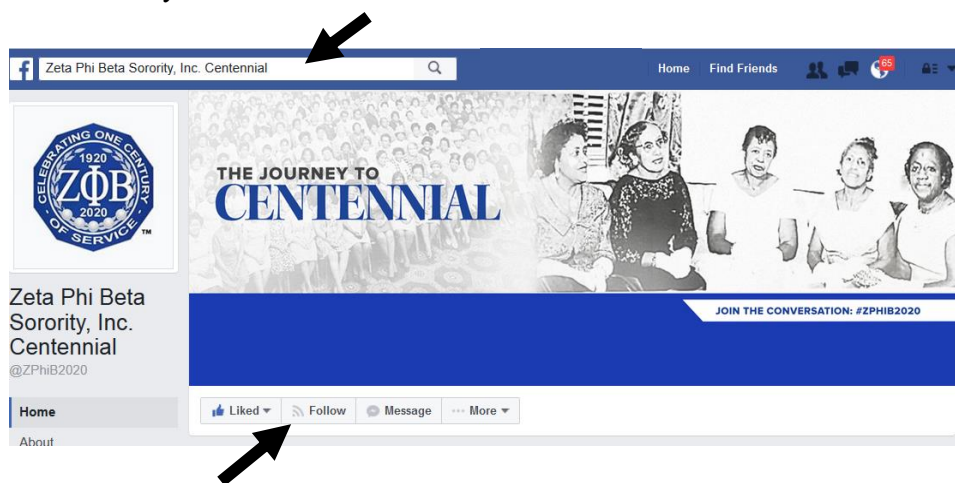 Zeta Phi Beta Sorority, Inc. Centennial
Home Find Friends 65
CELEBRATING ONE CENTURY
1920
ΖΦΒ
2020
OF SERVICE
TM
THE JOURNEY TO
CENTENNIAL
JOIN THE CONVERSATION: #ZPHIB2020
Zeta Phi Beta
Sorority, Inc.
Centennial
@ZPhiB2020
Home
About
Liked Follow Message ... More